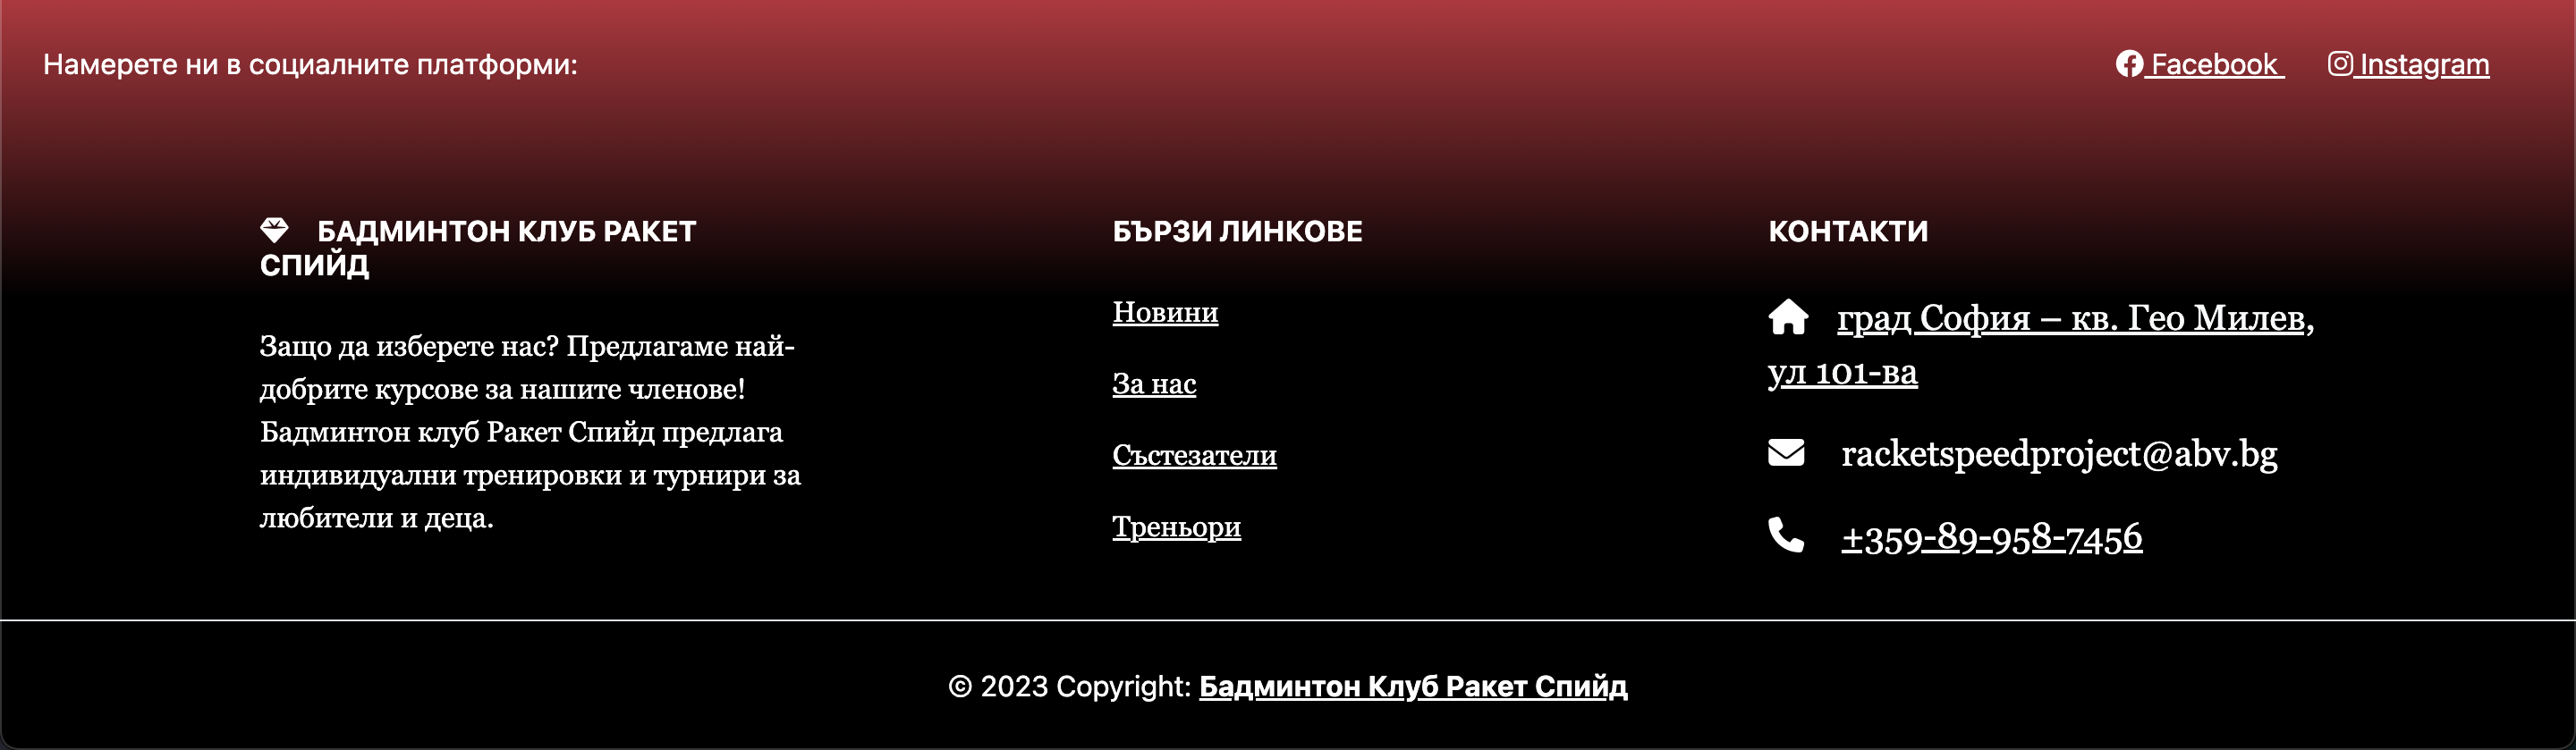 Намерете ни в социалните платформи:
Facebook
Instagram
БАДМИНТОН КЛУБ РАКЕТ
СПИЙД
Защо да изберете нас? Предлагаме най-
добрите курсове за нашите членове!
Бадминтон клуб Ракет Спийд предлага
индивидуални тренировки и турнири за
любители и деца.
БЪРЗИ ЛИНКОВЕ
Новини
За нас
Състезатели
Треньори
КОНТАКТИ
град София – кв. Гео Милев,
ул 101-ва
racketspeedproject@abv.bg
+359-89-958-7456
© 2023 Copyright: Бадминтон Клуб Ракет Спийд